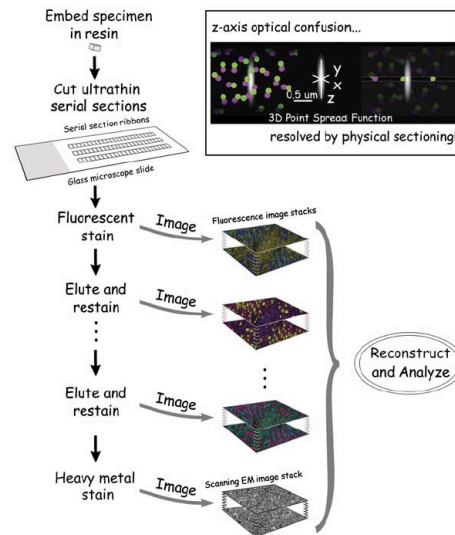 Embed specimen
in resin
Cut ultrathin
serial sections
Serial section ribbons
Glass microscope slide
Fluorescent
stain
Image
Fluorescence image stacks
Elute and
restain
Image
Elute and
restain
Image
Heavy metal
stain
Image
Scanning EM image stack
Reconstruct
and Analyze
z-axis optical confusion...
y
x
z
0.5 um
3D Point Spread Function
resolved by physical sectioning!